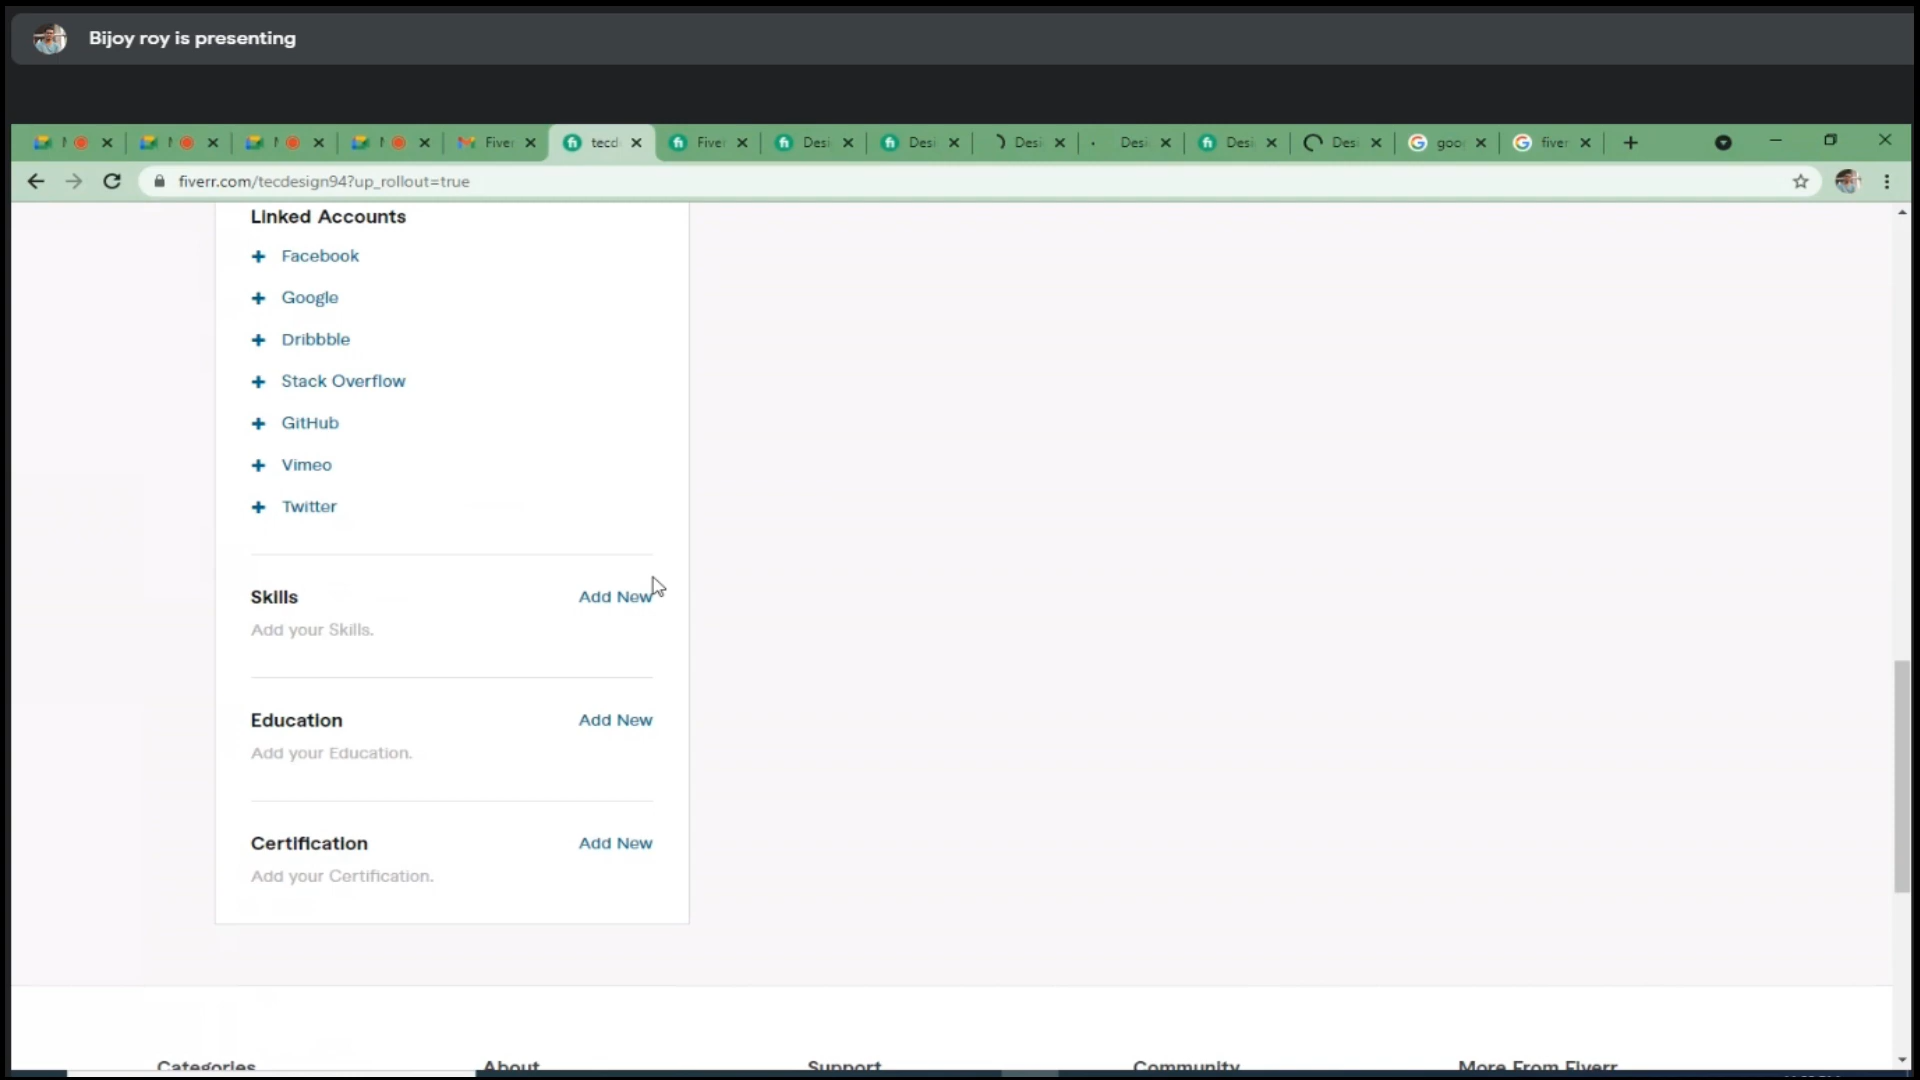 Bijoy roy is presenting
Fiver
tecd
Five
Desi
Desi
Desi
Desi
Desi
Desi
goo
fiver
fiverr.com/tecdesign94?up_rollout=true
Linked Accounts
+ Facebook
+ Google
+ Dribbble
+ Stack Overflow
+ GitHub
+ Vimeo
+ Twitter
Skills Add New
Add your Skills.
Education Add New
Add your Education.
Certification Add New
Add your Certification.
Categories About Support Community More From Fiverr